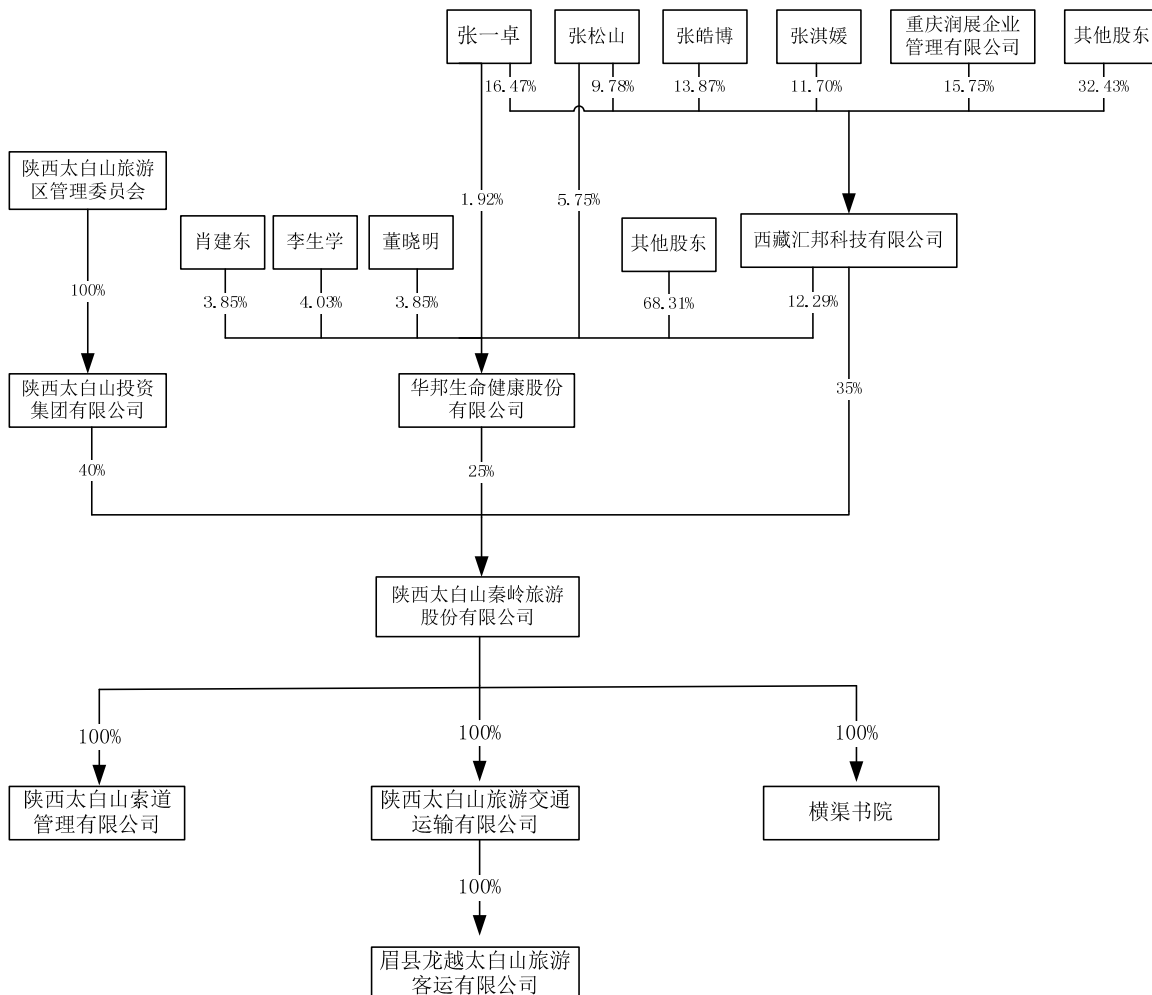 张一卓
张松山
张皓博
张淇媛
重庆润展企业
管理有限公司
其他股东
16.47%
9.78%
13.87%
11.70%
15.75%
32.43%
陕西太白山旅游
区管理委员会
1.92%
5.75%
肖建东
李生学
董晓明
其他股东
西藏汇邦科技有限公司
100%
3.85%
4.03%
3.85%
68.31%
12.29%
陕西太白山投资
集团有限公司
华邦生命健康股份
有限公司
35%
40%
25%
陕西太白山秦岭旅游
股份有限公司
100%
100%
100%
陕西太白山索道
管理有限公司
陕西太白山旅游交通
运输有限公司
横渠书院
100%
眉县龙越太白山旅游
客运有限公司